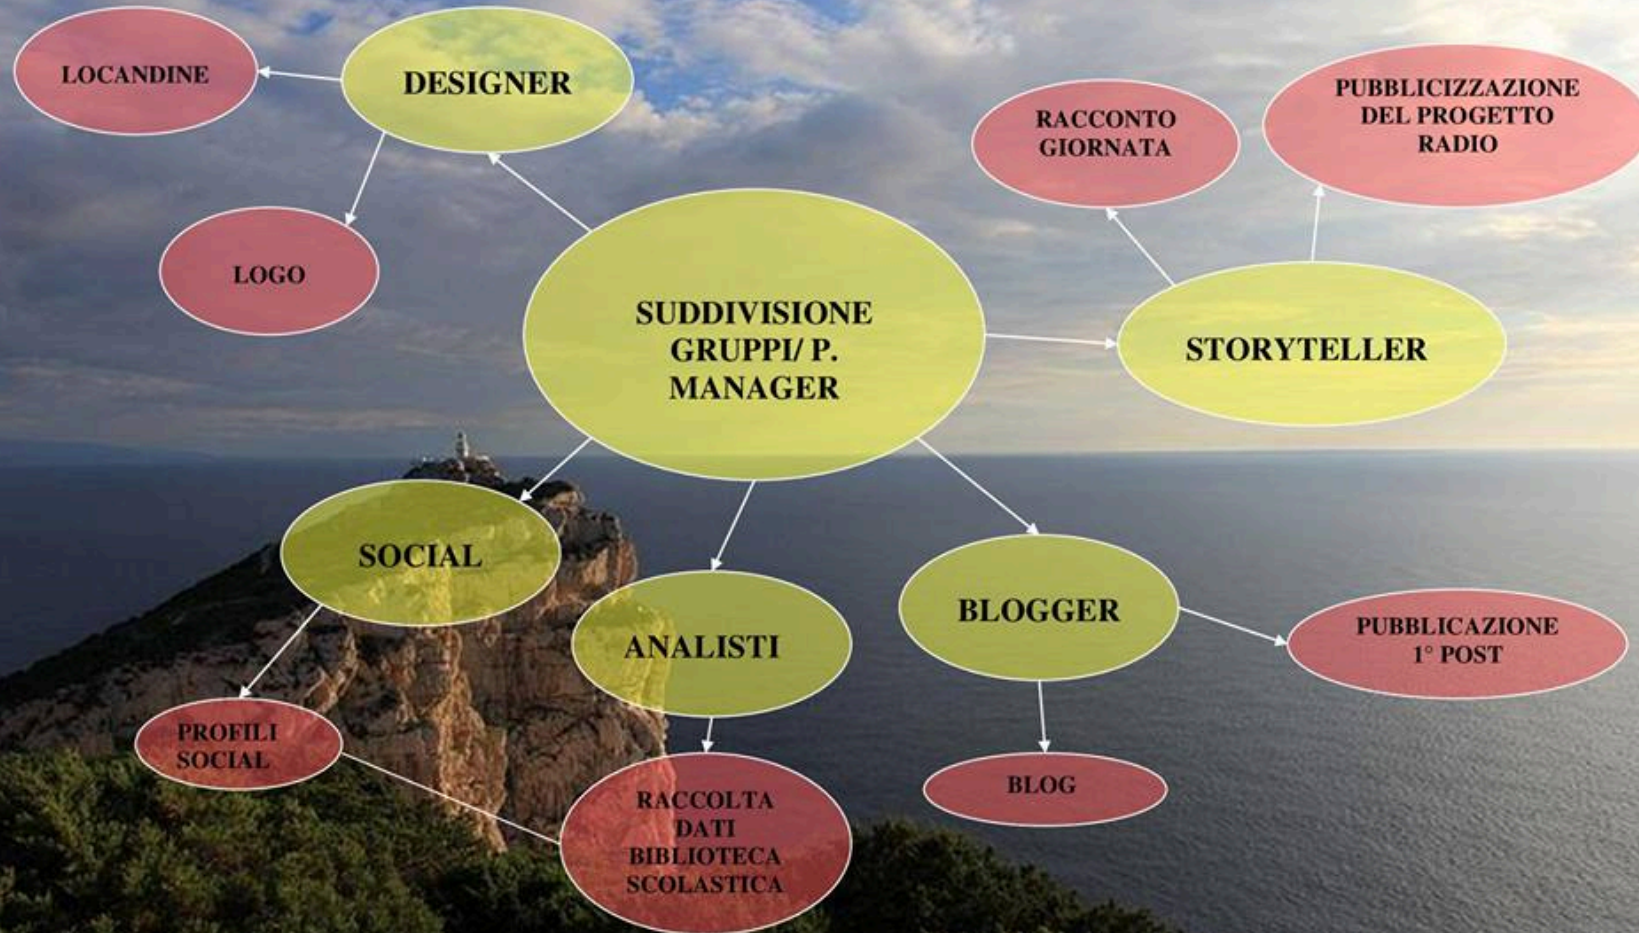 LOCANDINE
DESIGNER
PUBBLICIZZAZIONE
DEL PROGETTO
RADIO
RACCONTO
GIORNATA
LOGO
SUDDIVISIONE
GRUPPI/ P.
MANAGER
STORYTELLER
SOCIAL
ANALISTI
BLOGGER
PUBBLICAZIONE
1° POST
PROFILI
SOCIAL
RACCOLTA
DATI
BIBLIOTECA
SCOLASTICA
BLOG